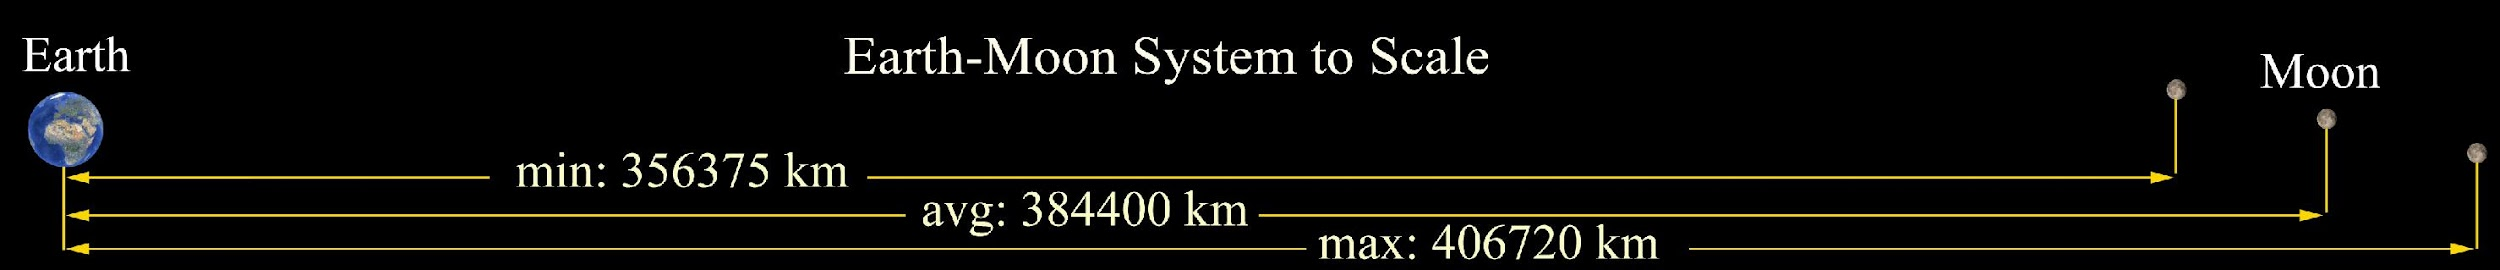 Earth-Moon System to Scale
Earth
Moon
min: 356375 km
avg: 384400 km
max: 406720 km